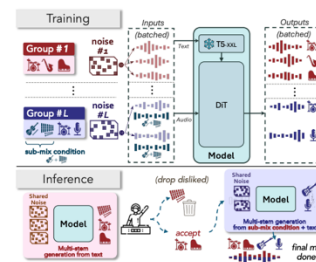 Training
Inputs
(batched)
Outputs
(batched)
Group #1
noise
#1
Text
T5-XXL
DiT
Group #L
noise
#L
Audio
Model
sub-mix condition
Inference
Shared
Noise
Model
Multi-stem
generation from text
(drop disliked)
accept
Shared
Noise
Model
Multi-stem generation
from sub-mix condition + text
final m
done